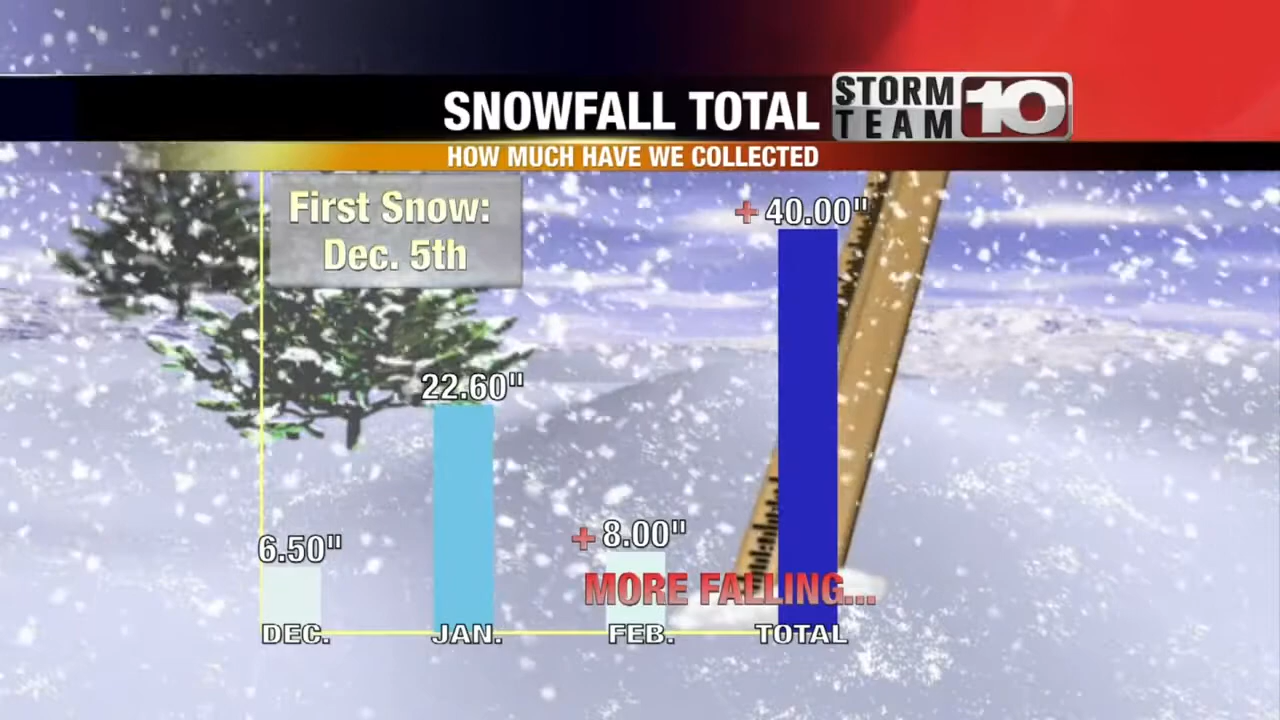 SNOWFALL TOTAL
STORM
TEAM
10
HOW MUCH HAVE WE COLLECTED
First Snow:
Dec. 5th
+ 40.00"
22.60"
6.50"
+ 8.00"
MORE FALLING...
DEC.
JAN.
FEB.
TOTAL